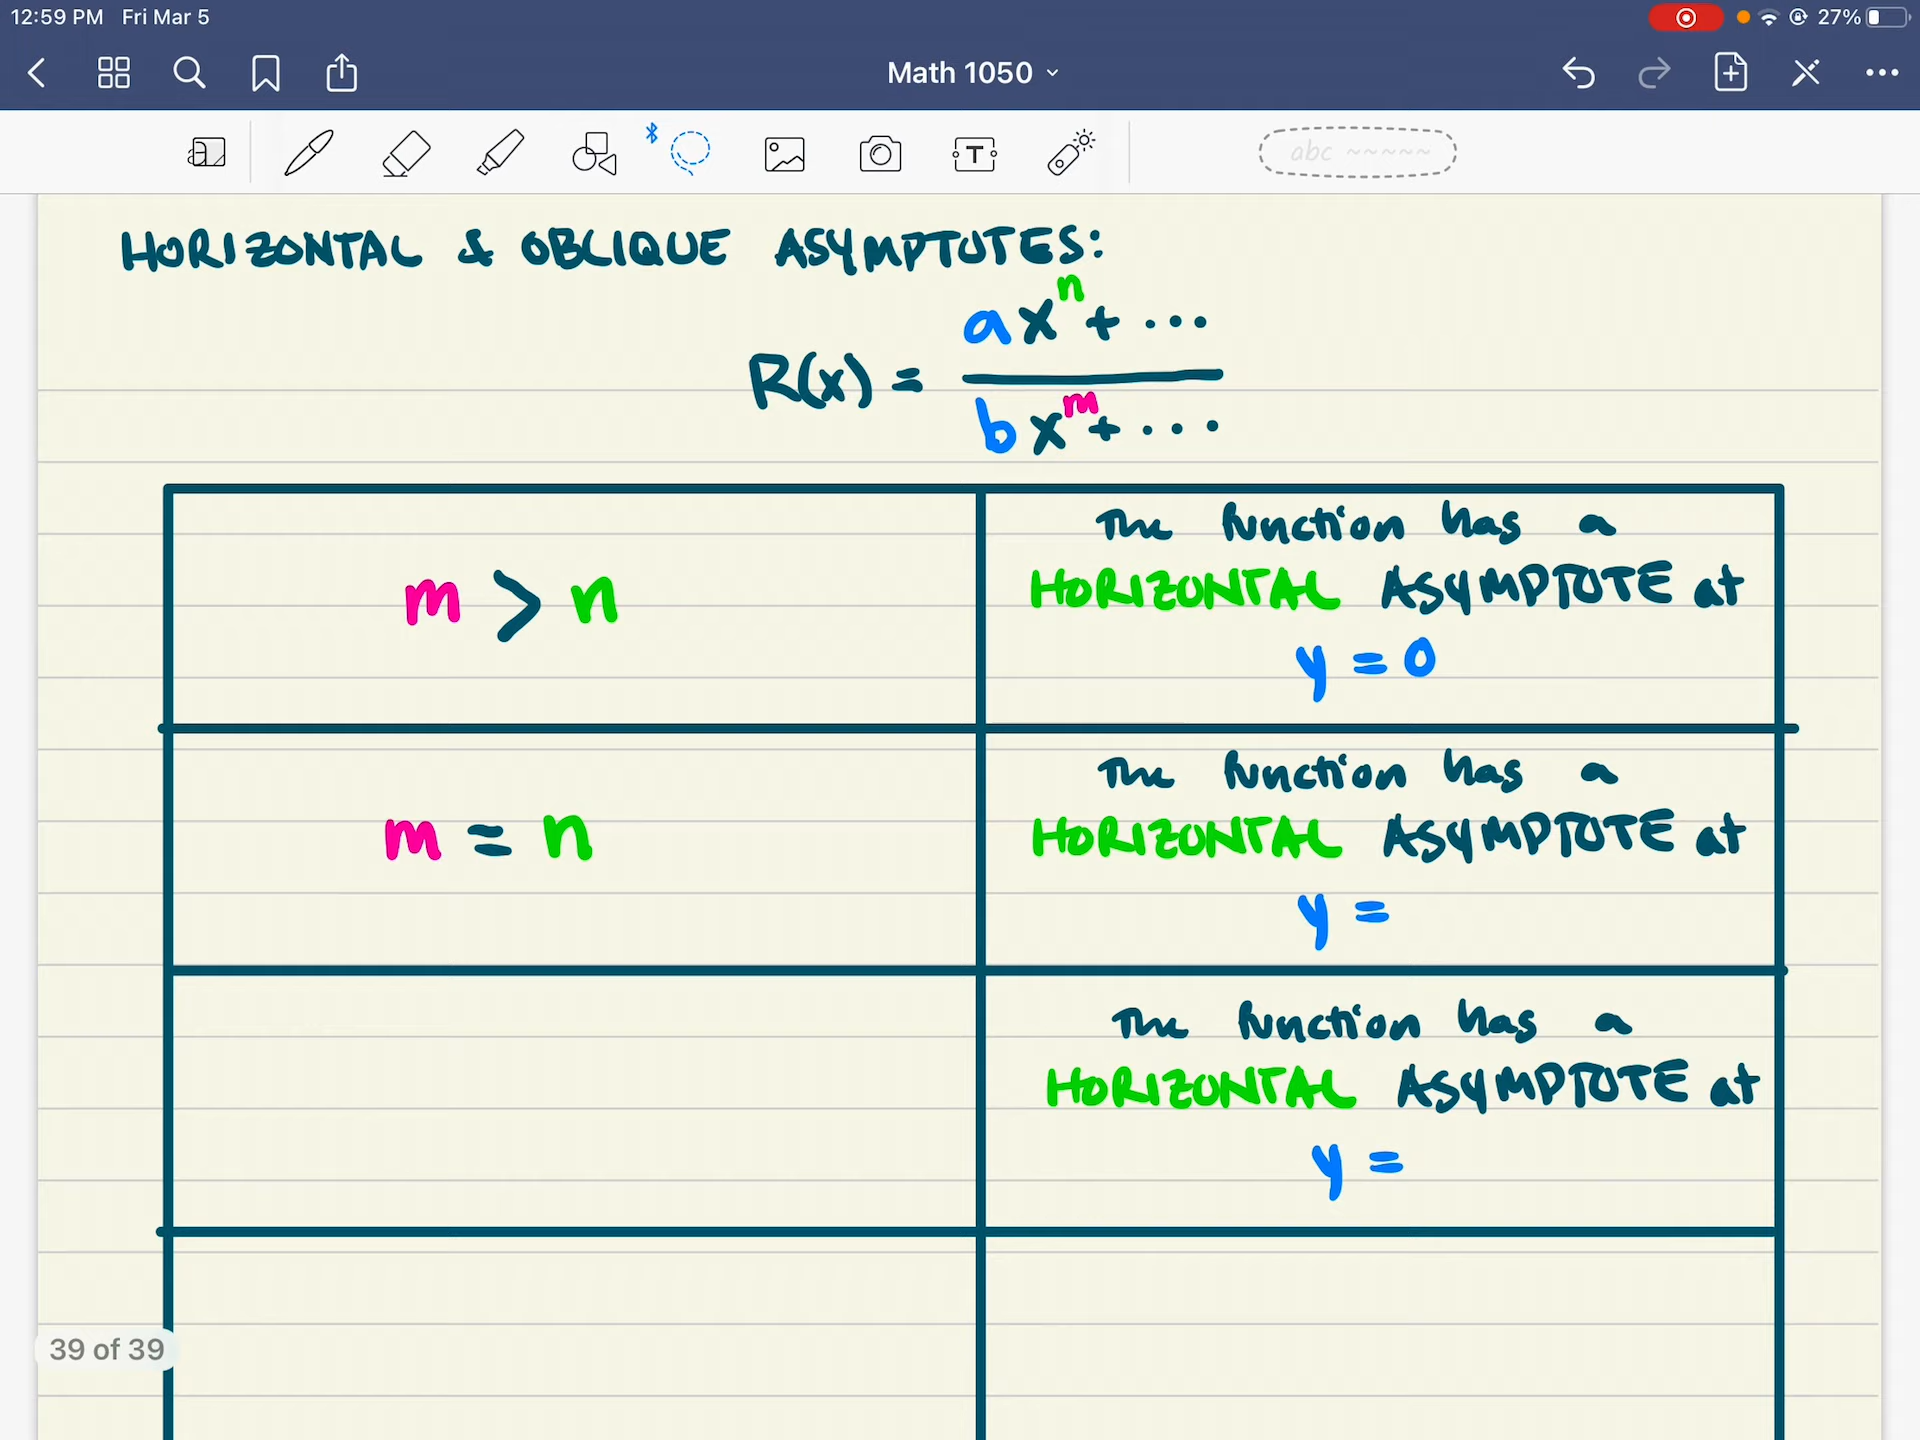 12:59 PM Fri Mar 5
27%
Math 1050
T
abc
HORIZONTAL & OBLIQUE ASYMPTOTES:
R(x) = ax^n + ··· / bx^m + ···
m > n
The function has a
HORIZONTAL ASYMPTOTE at
y = 0
m = n
The function has a
HORIZONTAL ASYMPTOTE at
y =
The function has a
HORIZONTAL ASYMPTOTE at
y =
39 of 39